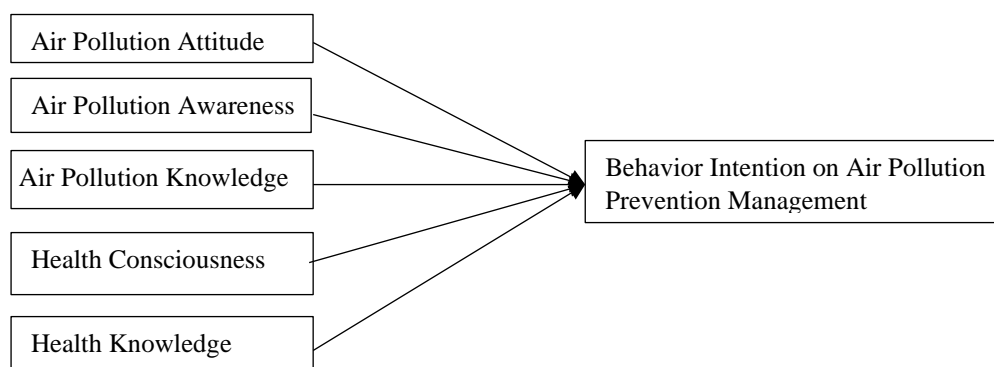 Air Pollution Attitude
Air Pollution Awareness
Air Pollution Knowledge
Health Consciousness
Health Knowledge
Behavior Intention on Air Pollution
Prevention Management